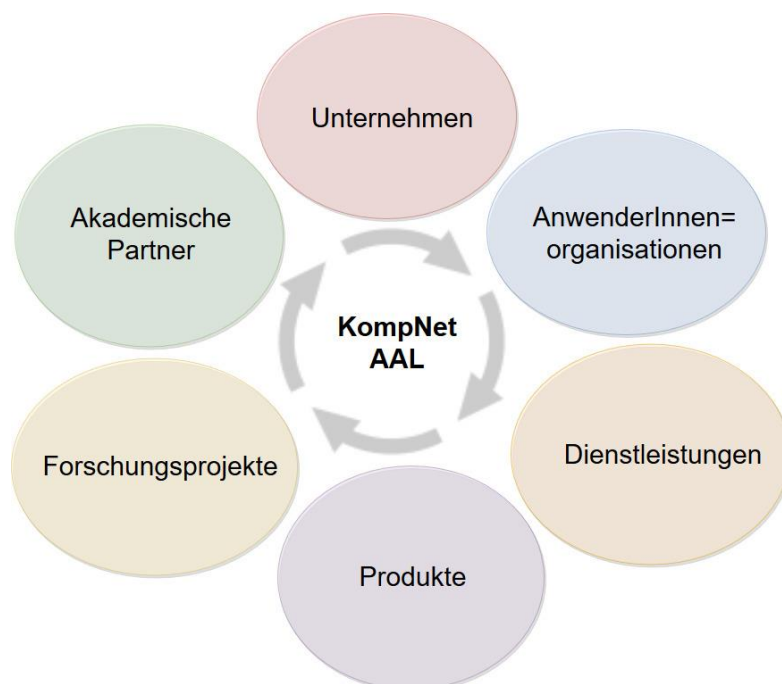 Unternehmen
AnwenderInnen=
organisationen
Dienstleistungen
Produkte
Forschungsprojekte
Akademische
Partner
KompNet
AAL